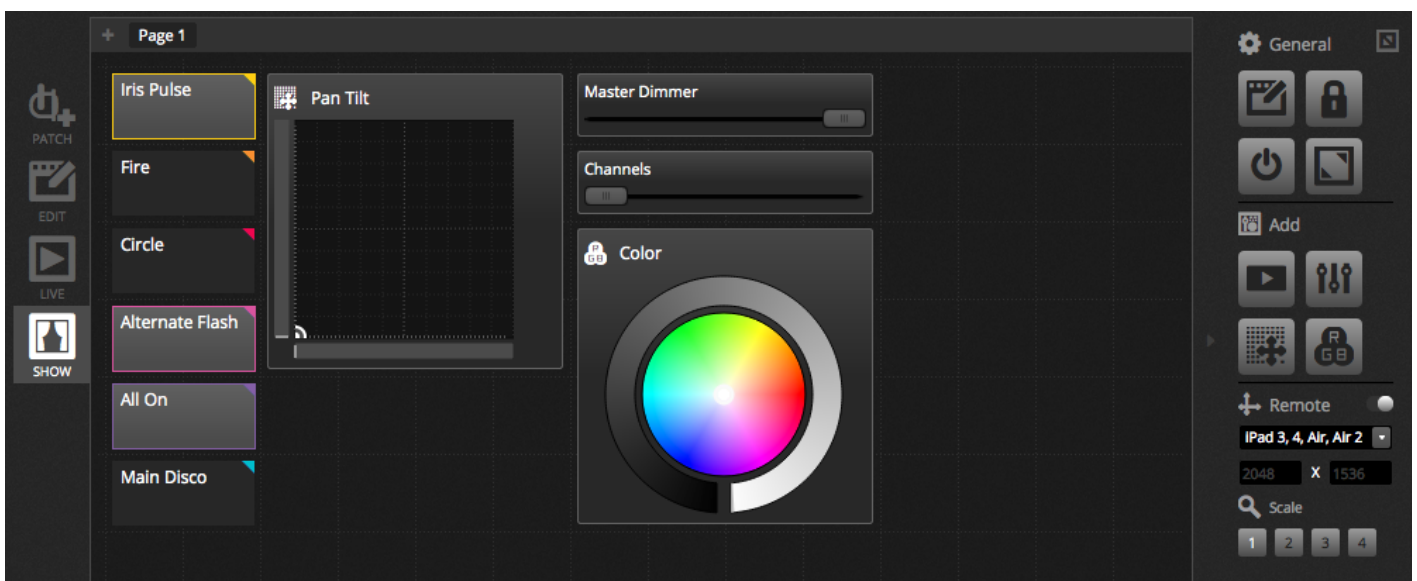 Page 1
PATCH
EDIT
LIVE
SHOW
Iris Pulse
Fire
Circle
Alternate Flash
All On
Main Disco
Pan Tilt
Master Dimmer
Channels
R
G B
Color
General
Add
R
G B
Remote
iPad 3, 4, Air, Air 2
2048 X 1536
Scale
1 2 3 4